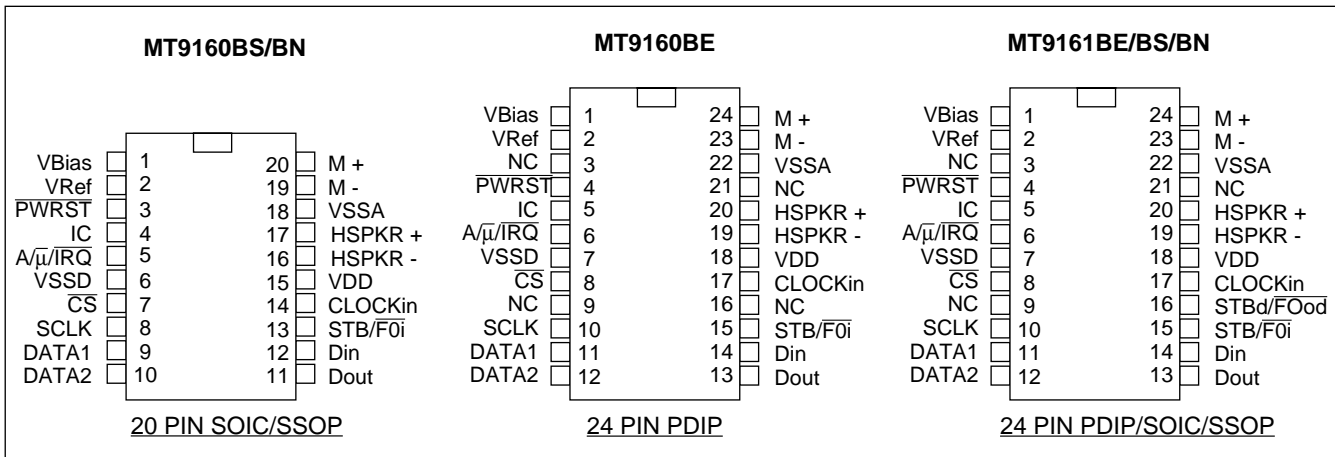 MT9160BS/BN
VBias 1 20 M +
VRef 2 19 M -
PWRST 3 18 VSSA
IC 4 17 HSPKR +
A/μ/IRQ 5 16 HSPKR -
VSSD 6 15 VDD
CS 7 14 CLOCKin
SCLK 8 13 STB/F0i
DATA1 9 12 Din
DATA2 10 11 Dout
20 PIN SOIC/SSOP
MT9160BE
VBias 1 24 M +
VRef 2 23 M -
NC 3 22 VSSA
PWRST 4 21 NC
IC 5 20 HSPKR +
A/μ/IRQ 6 19 HSPKR -
VSSD 7 18 VDD
CS 8 17 CLOCKin
NC 9 16 NC
SCLK 10 15 STB/F0i
DATA1 11 14 Din
DATA2 12 13 Dout
24 PIN PDIP
MT9161BE/BS/BN
VBias 1 24 M +
VRef 2 23 M -
NC 3 22 VSSA
PWRST 4 21 NC
IC 5 20 HSPKR +
A/μ/IRQ 6 19 HSPKR -
VSSD 7 18 VDD
CS 8 17 CLOCKin
NC 9 16 STBd/FOod
SCLK 10 15 STB/F0i
DATA1 11 14 Din
DATA2 12 13 Dout
24 PIN PDIP/SOIC/SSOP